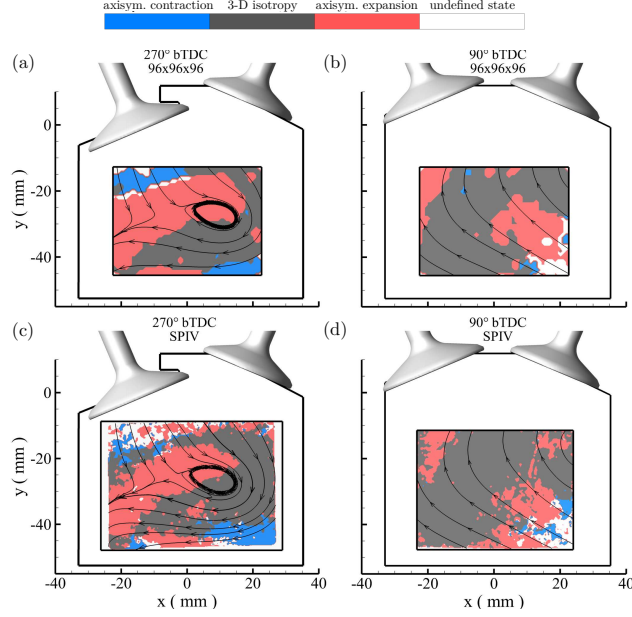 axisym. contraction 3-D isotropy axisym. expansion undefined state
(a) 270° bTDC (b) 90° bTDC
96x96x96 96x96x96
0
-20
-40
y ( mm )
(c) 270° bTDC (d) 90° bTDC
SPIV SPIV
0
-20
-40
y ( mm )
-40 -20 0 20 40 -20 0 20 40
x ( mm ) x ( mm )